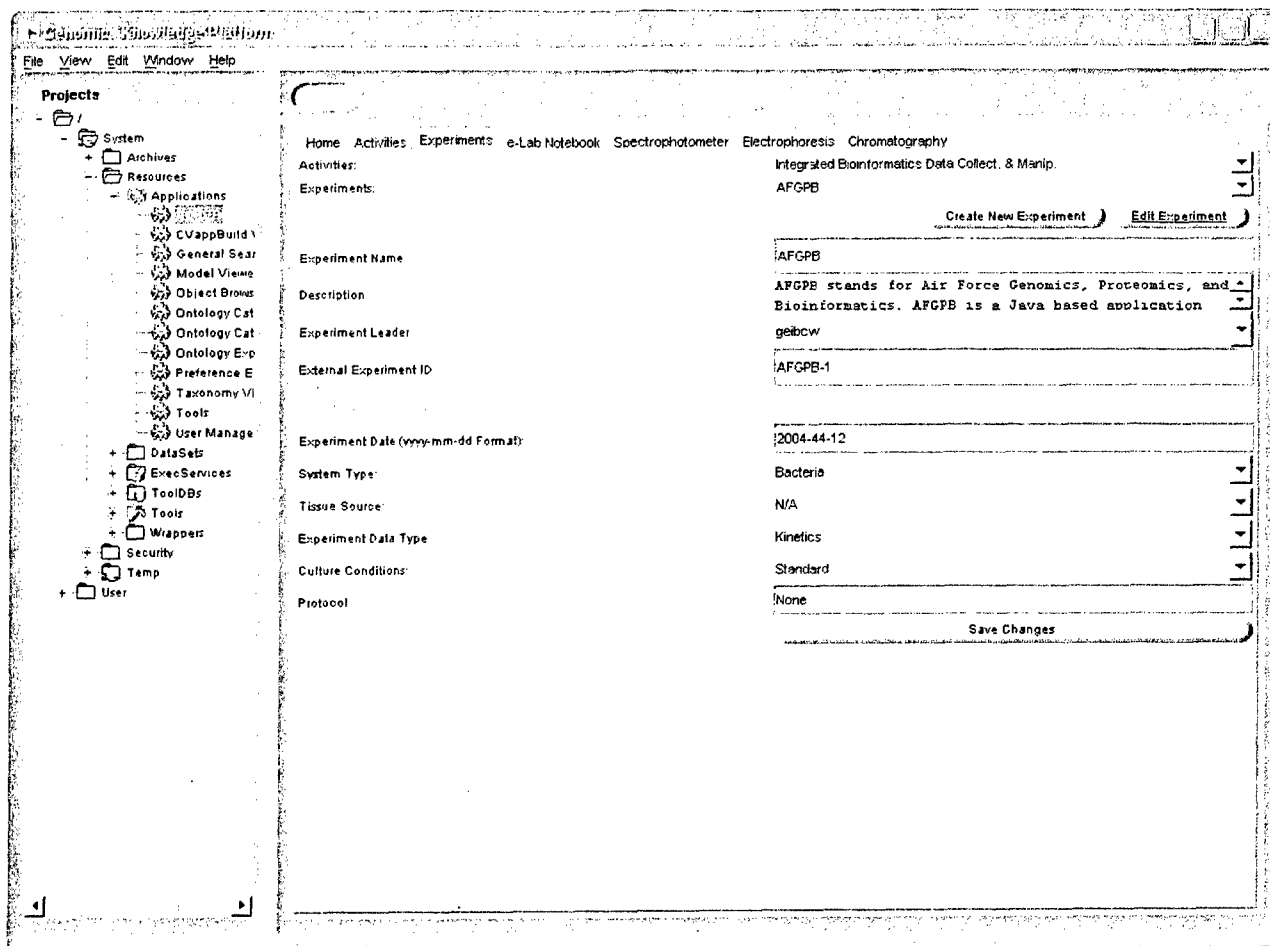 Genomic Knowledge Platform
File View Edit Window Help
Projects
/
System
Archives
Resources
Applications
CVappBuild
General Sear
Model Viewe
Object Brows
Ontology Cat
Ontology Cat
Ontology Exp
Preference E
Taxonomy Vi
Tools
User Manage
DataSets
ExecServices
ToolDBs
Tools
Wrappers
Security
Temp
User
Home Activities Experiments e-Lab Notebook Spectrophotometer Electrophoresis Chromatography
Activities: Integrated Bioinformatics Data Collect. & Manip.
Experiments: AFGPB
Create New Experiment Edit Experiment
Experiment Name AFGPB
Description AFGPB stands for Air Force Genomics, Proteomics, and
Bioinformatics. AFGPB is a Java based application
Experiment Leader geibcw
External Experiment ID AFGPB-1
Experiment Date (yyyy-mm-dd Format): 2004-44-12
System Type: Bacteria
Tissue Source: N/A
Experiment Data Type Kinetics
Culture Conditions: Standard
Protocol None
Save Changes